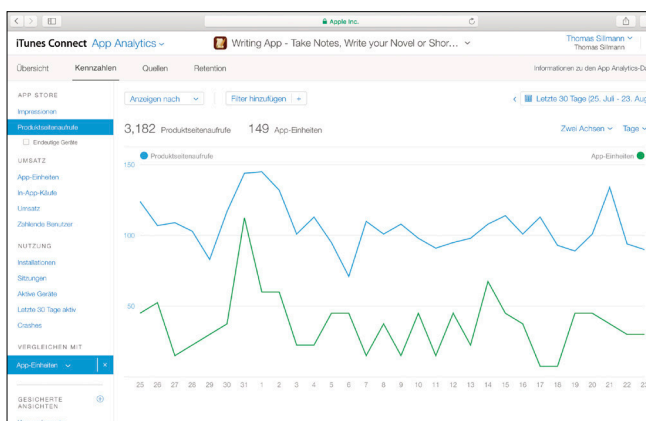 Apple Inc.
iTunes Connect App Analytics
Writing App - Take Notes, Write your Novel or Shor...
Thomas Sillmann
Thomas Sillmann
Übersicht Kennzahlen Quellen Retention
Informationen zu den App Analytics-Da
APP STORE
Impressionen
Produktseitenaufrufe
Eindeutige Geräte
UMSATZ
App-Einheiten
In-App-Käufe
Umsatz
Zahlende Benutzer
NUTZUNG
Installationen
Sitzungen
Aktive Geräte
Letzte 30 Tage aktiv
Crashes
VERGLEICHEN MIT
App-Einheiten ×
GESICHERTE
ANSICHTEN
Anzeigen nach Filter hinzufügen +
Letzte 30 Tage (25. Juli - 23. Aug
3,182 Produktseitenaufrufe 149 App-Einheiten
Zwei Achsen Tage
Produktseitenaufrufe App-Einheiten
150
100
50
25 26 27 28 29 30 31 1 2 3 4 5 6 7 8 9 10 11 12 13 14 15 16 17 18 19 20 21 22 23